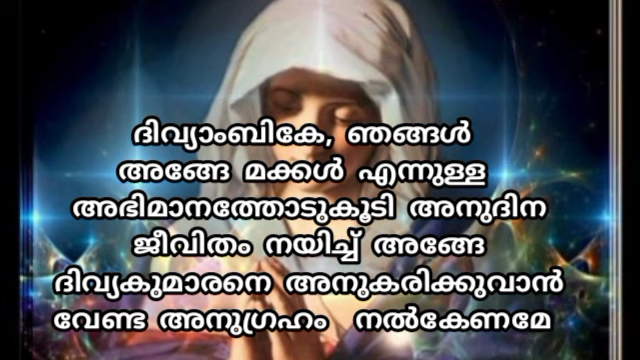 ദിവ്യാംബികേ, ഞങ്ങൾ
അങ്ങേ മക്കൾ എന്നുള്ള
അഭിമാനത്തോടുകൂടി അനുദിന
ജീവിതം നയിച്ച് അങ്ങേ
ദിവ്യകുമാരനെ അനുകരിക്കുവാൻ
വേണ്ട അനുഗ്രഹം നൽകേണമേ